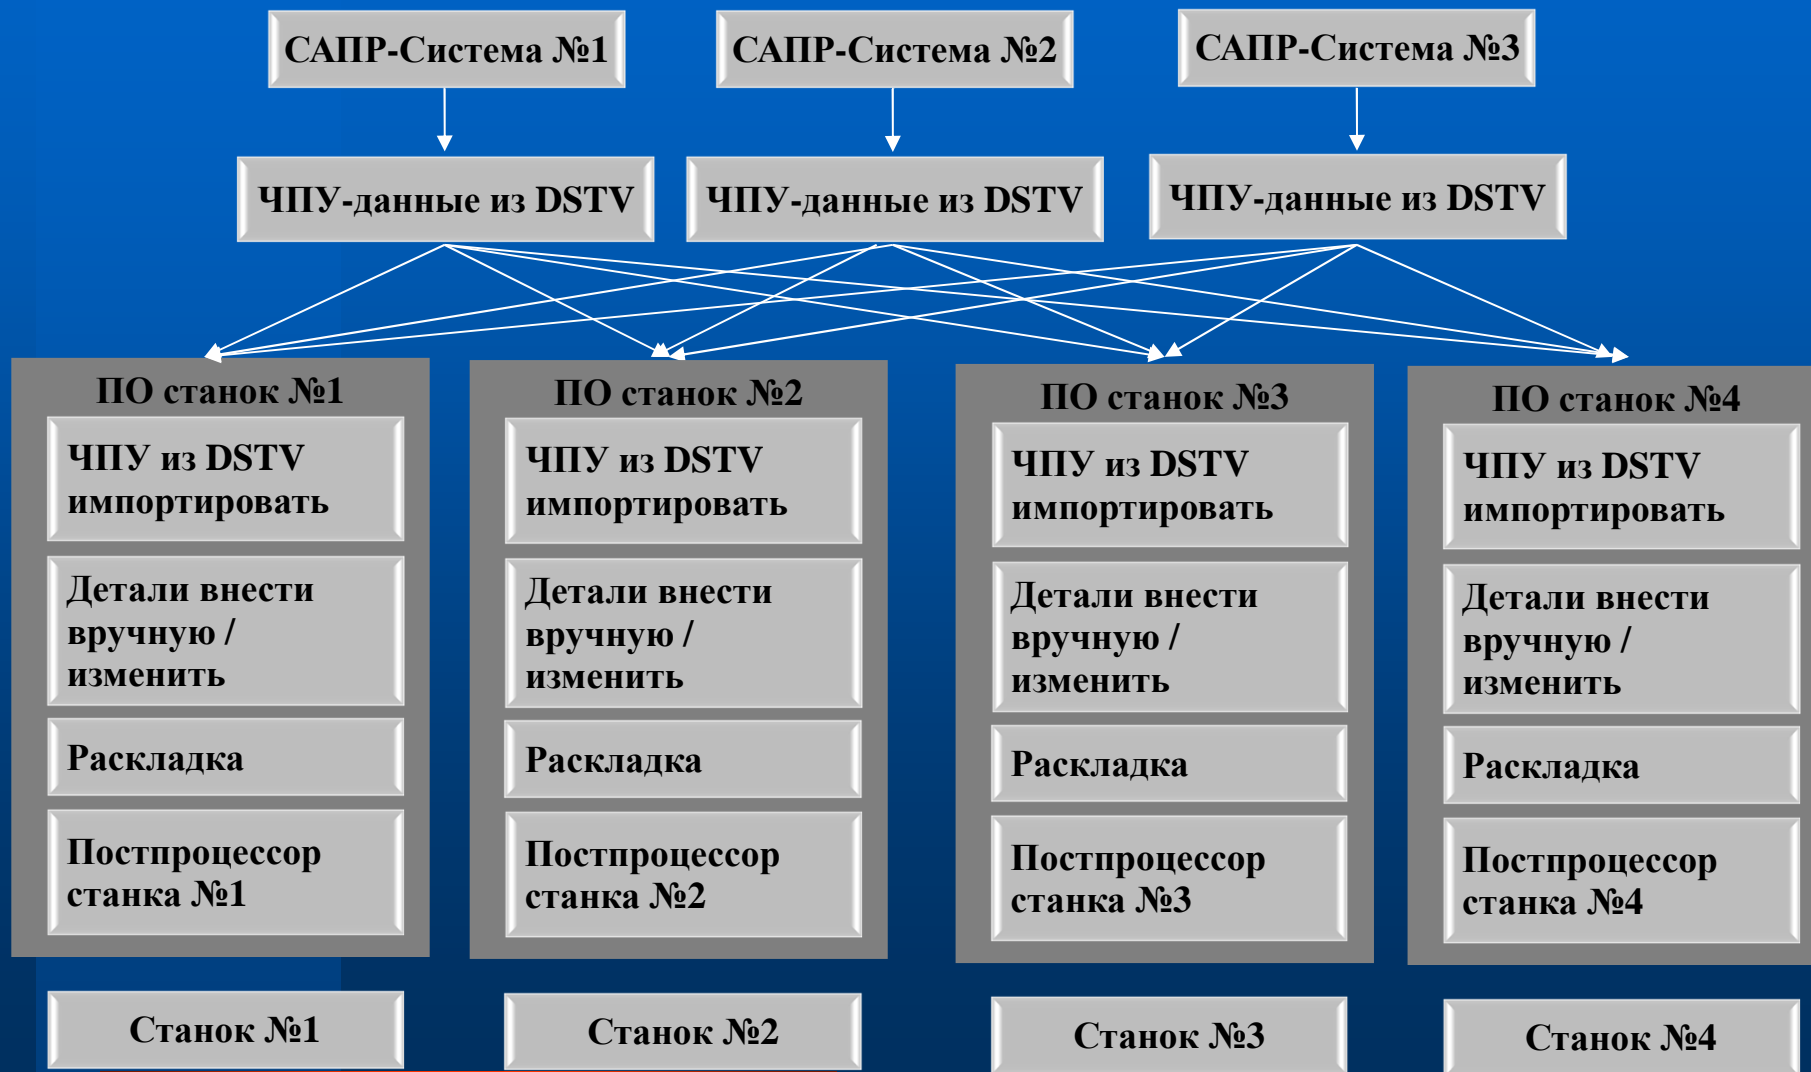 САПР-Система №1
САПР-Система №2
САПР-Система №3
ЧПУ-данные из DSTV
ЧПУ-данные из DSTV
ЧПУ-данные из DSTV
ПО станок №1
ЧПУ из DSTV
импортировать
Детали внести
вручную /
изменить
Раскладка
Постпроцессор
станка №1
Станок №1
ПО станок №2
ЧПУ из DSTV
импортировать
Детали внести
вручную /
изменить
Раскладка
Постпроцессор
станка №2
Станок №2
ПО станок №3
ЧПУ из DSTV
импортировать
Детали внести
вручную /
изменить
Раскладка
Постпроцессор
станка №3
Станок №3
ПО станок №4
ЧПУ из DSTV
импортировать
Детали внести
вручную /
изменить
Раскладка
Постпроцессор
станка №4
Станок №4